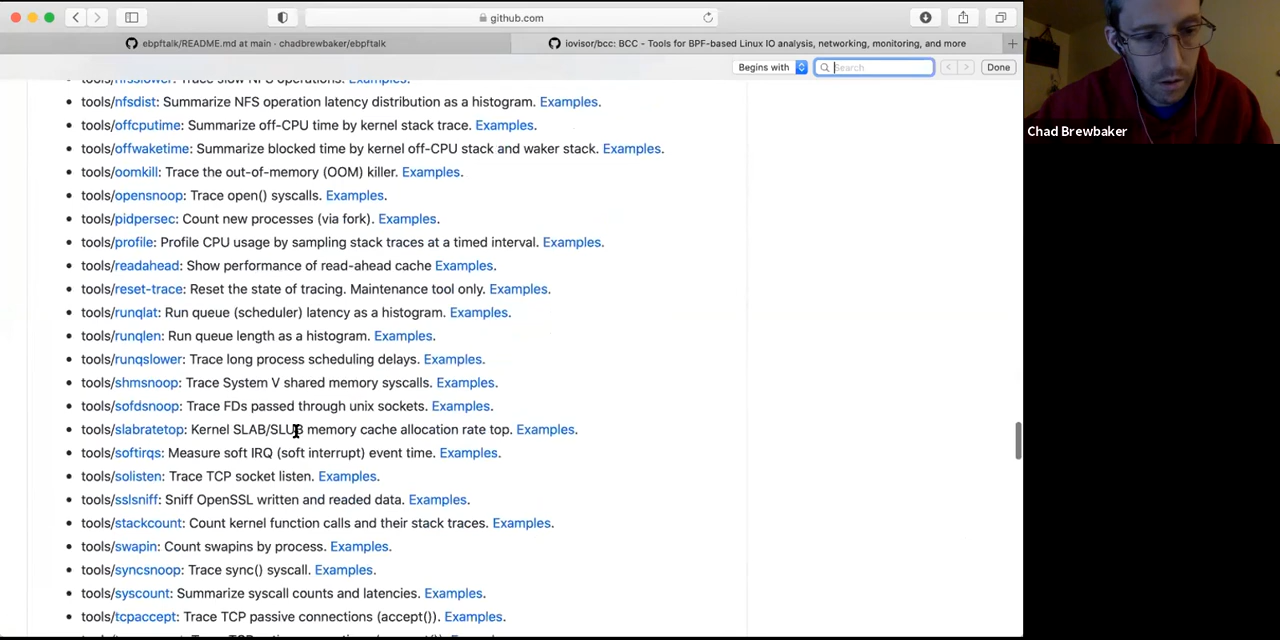 github.com
ebpftalk/README.md at main · chadbrewbaker/ebpftalk
iovisor/bcc: BCC - Tools for BPF-based Linux IO analysis, networking, monitoring, and more
Begins with
Search
Done
Chad Brewbaker
tools/nfsslower: Trace slow NFS operations. Examples.
tools/nfsdist: Summarize NFS operation latency distribution as a histogram. Examples.
tools/offcputime: Summarize off-CPU time by kernel stack trace. Examples.
tools/offwaketime: Summarize blocked time by kernel off-CPU stack and waker stack. Examples.
tools/oomkill: Trace the out-of-memory (OOM) killer. Examples.
tools/opensnoop: Trace open() syscalls. Examples.
tools/pidpersec: Count new processes (via fork). Examples.
tools/profile: Profile CPU usage by sampling stack traces at a timed interval. Examples.
tools/readahead: Show performance of read-ahead cache Examples.
tools/reset-trace: Reset the state of tracing. Maintenance tool only. Examples.
tools/runqlat: Run queue (scheduler) latency as a histogram. Examples.
tools/runqlen: Run queue length as a histogram. Examples.
tools/runqslower: Trace long process scheduling delays. Examples.
tools/shmsnoop: Trace System V shared memory syscalls. Examples.
tools/sofdsnoop: Trace FDs passed through unix sockets. Examples.
tools/slabratetop: Kernel SLAB/SLUB memory cache allocation rate top. Examples.
tools/softirqs: Measure soft IRQ (soft interrupt) event time. Examples.
tools/solisten: Trace TCP socket listen. Examples.
tools/sslsniff: Sniff OpenSSL written and readed data. Examples.
tools/stackcount: Count kernel function calls and their stack traces. Examples.
tools/swapin: Count swapins by process. Examples.
tools/syncsnoop: Trace sync() syscall. Examples.
tools/syscount: Summarize syscall counts and latencies. Examples.
tools/tcpaccept: Trace TCP passive connections (accept()). Examples.